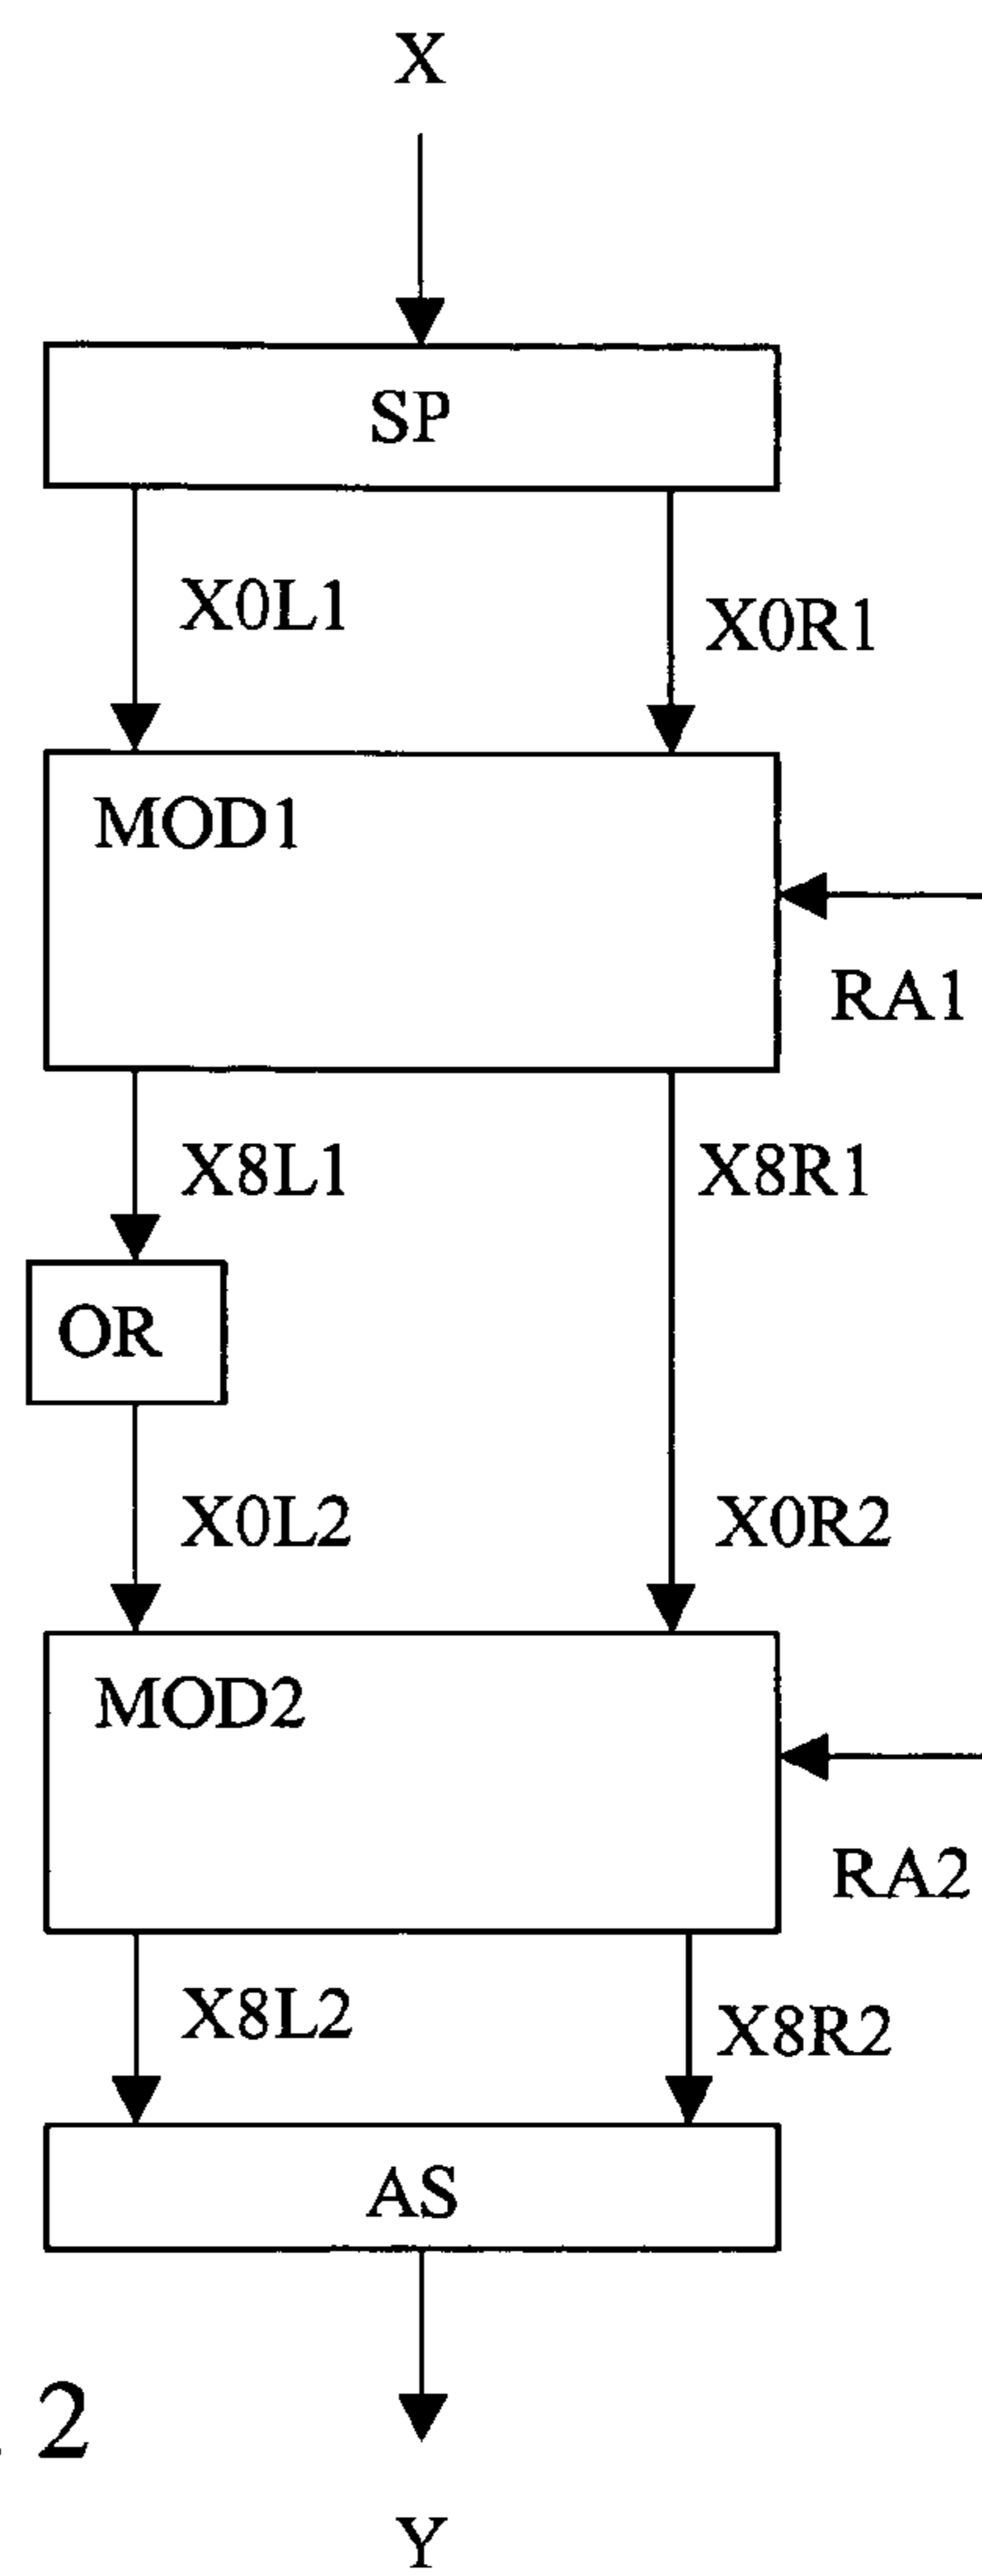 X
SP
X0L1
X0R1
MOD1
RA1
X8L1
X8R1
OR
X0L2
X0R2
MOD2
RA2
X8L2
X8R2
AS
2
Y